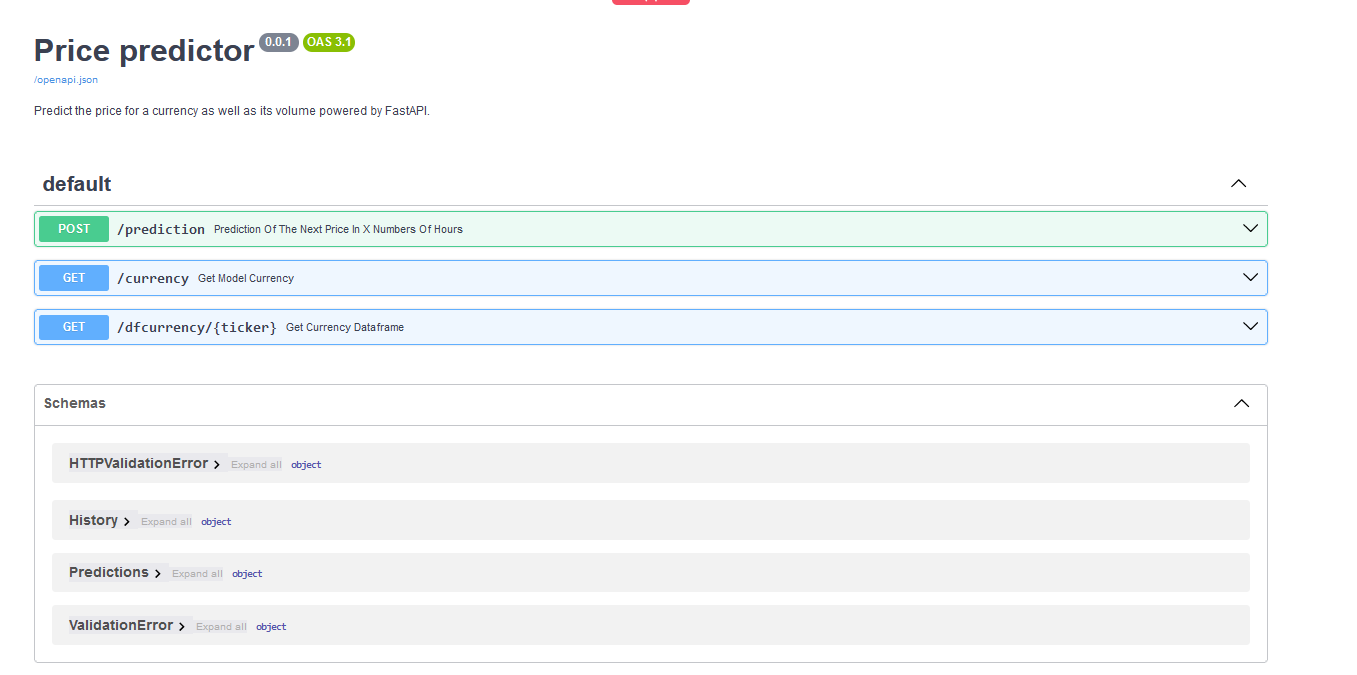 Price predictor 0.0.1 OAS 3.1
/openapi.json
Predict the price for a currency as well as its volume powered by FastAPI.
default
POST /prediction Prediction Of The Next Price In X Numbers Of Hours
GET /currency Get Model Currency
GET /dfcurrency/{ticker} Get Currency Dataframe
Schemas
HTTPValidationError Expand all object
History Expand all object
Predictions Expand all object
ValidationError Expand all object